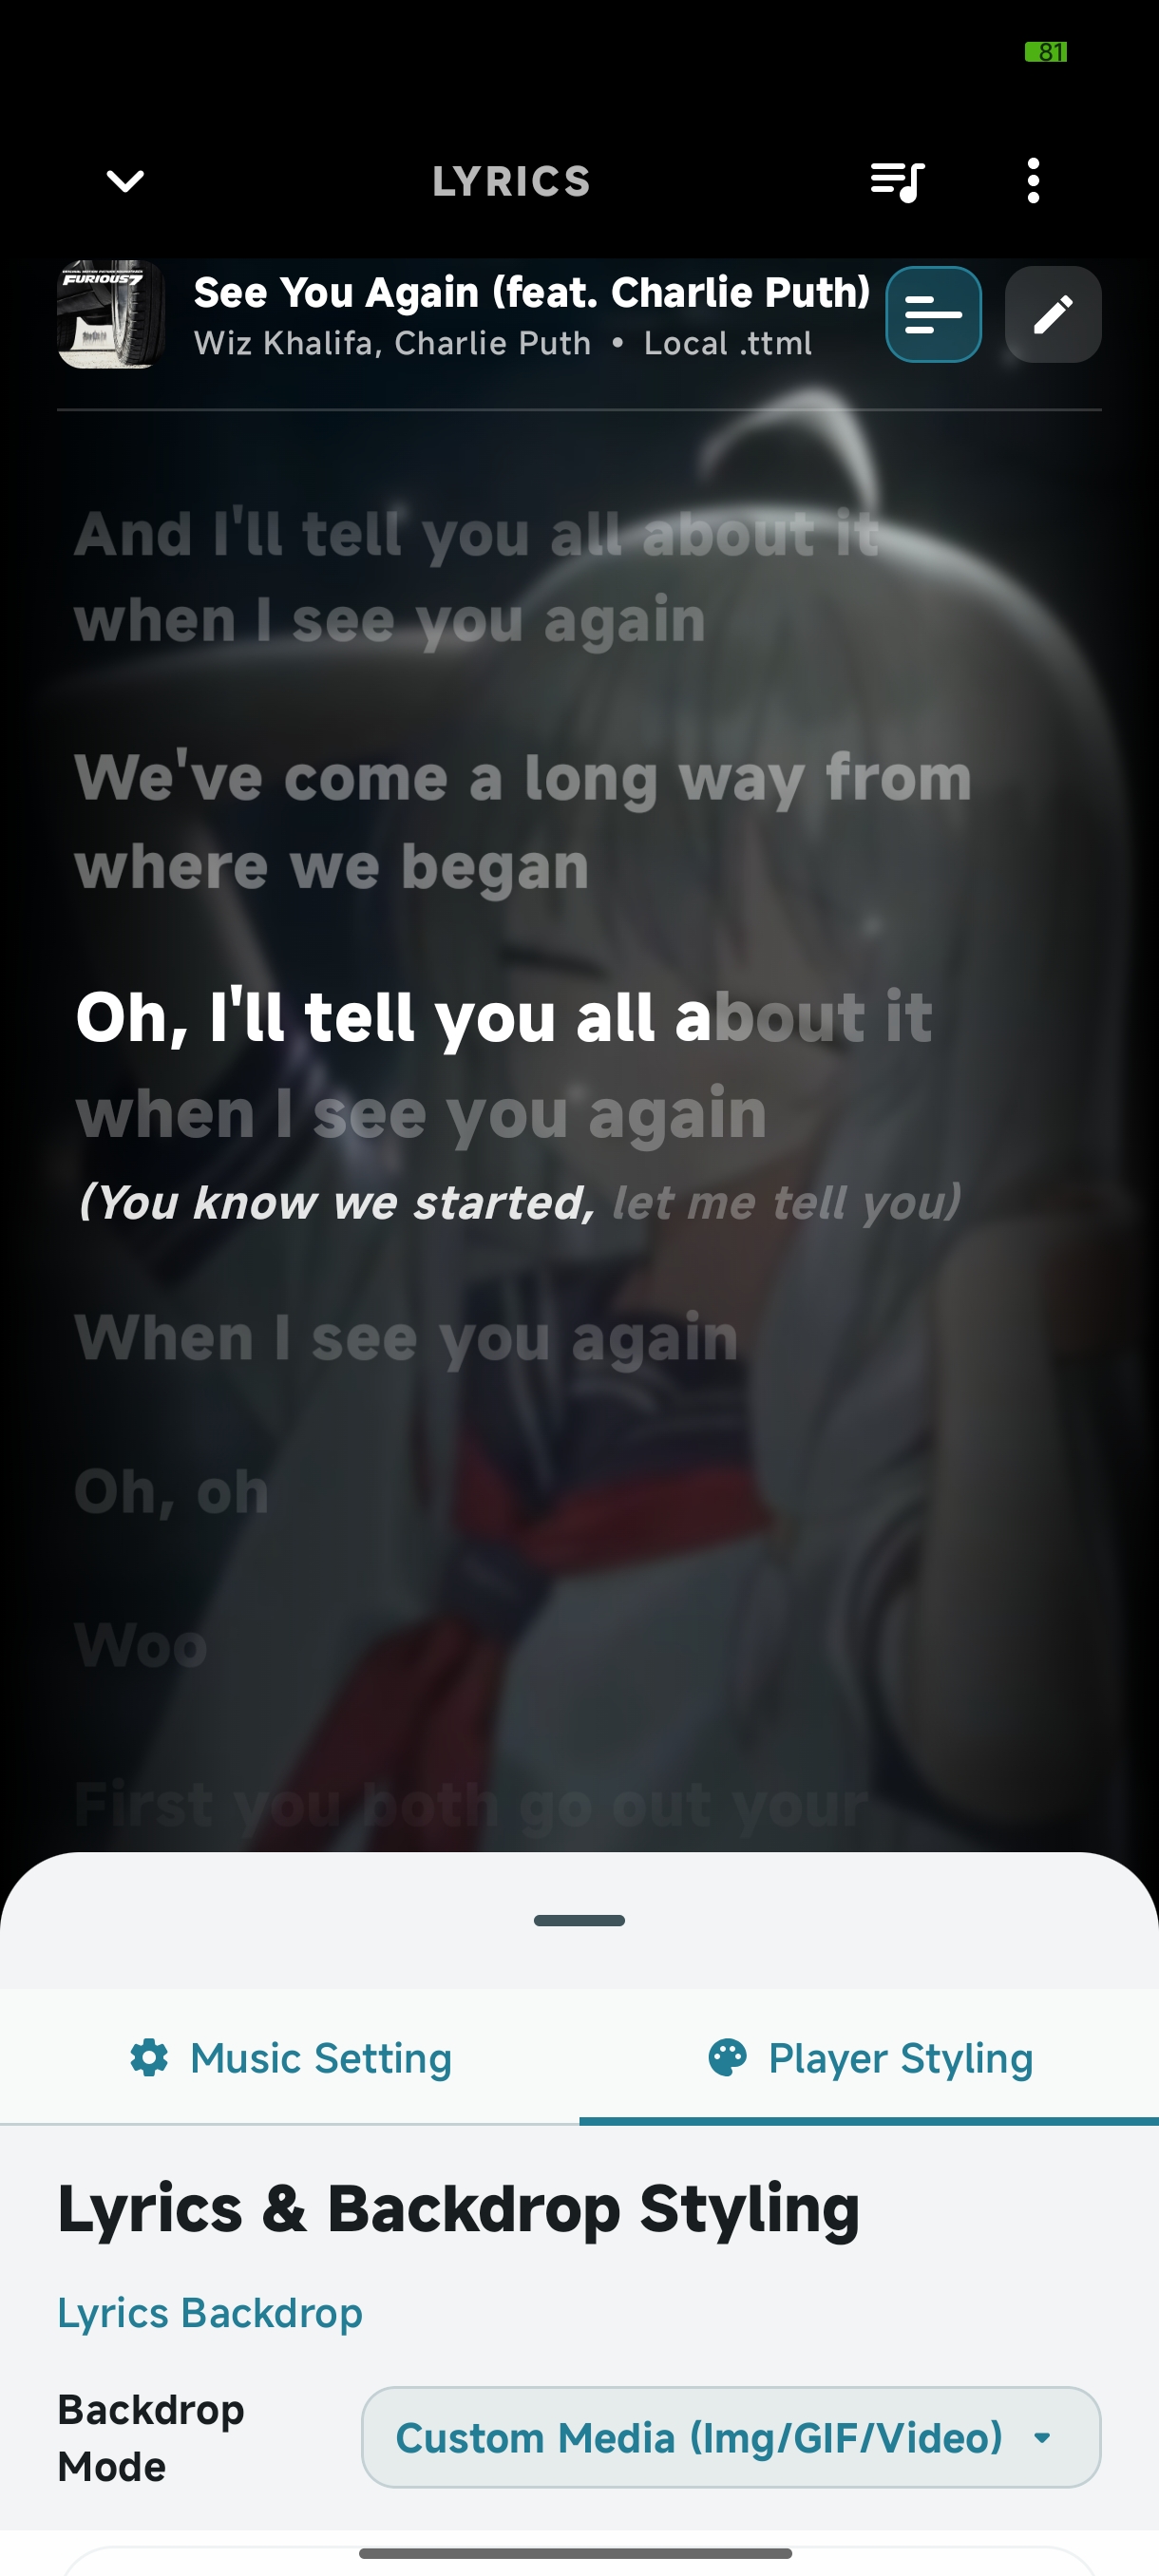 81
LYRICS
FURIOUS7
See You Again (feat. Charlie Puth)
Wiz Khalifa, Charlie Puth • Local .ttml
And I'll tell you all about it
when I see you again
We've come a long way from
where we began
Oh, I'll tell you all about it
when I see you again
(You know we started, let me tell you)
When I see you again
Oh, oh
Woo
First you both go out your
Music Setting
Player Styling
Lyrics & Backdrop Styling
Lyrics Backdrop
Backdrop
Mode
Custom Media (Img/GIF/Video)